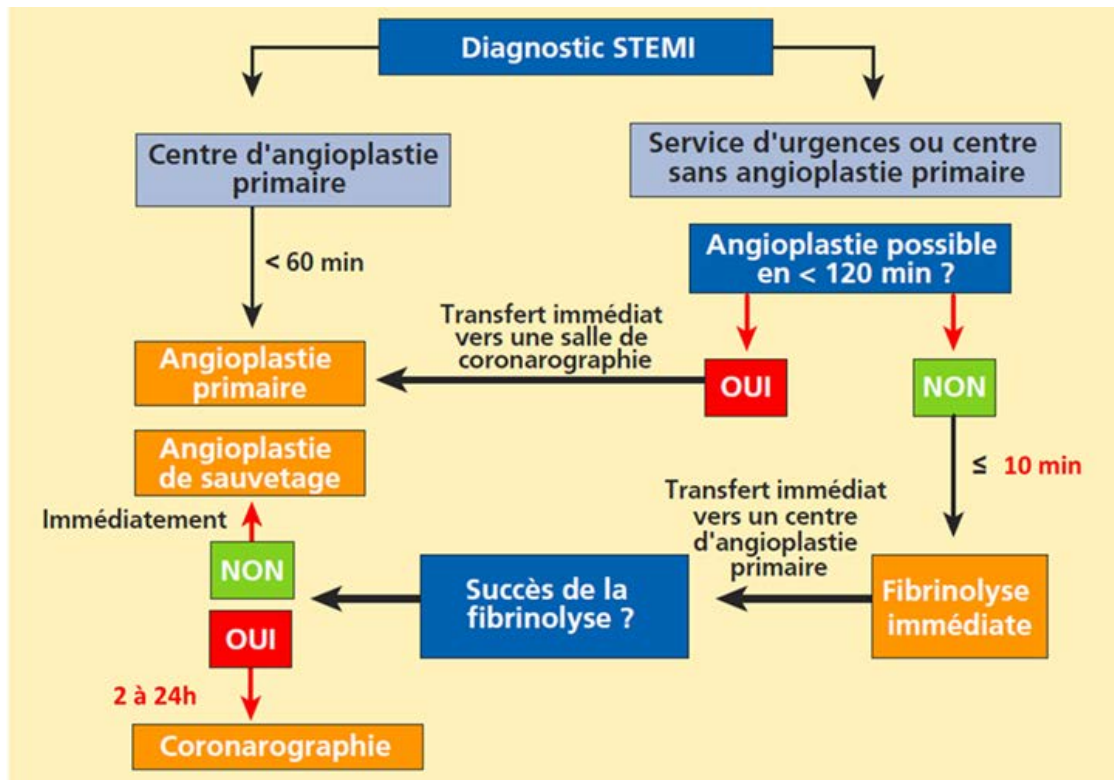 Diagnostic STEMI
Centre d'angioplastie
primaire
Service d'urgences ou centre
sans angioplastie primaire
< 60 min
Angioplastie possible
en < 120 min ?
Transfert immédiat
vers une salle de
coronarographie
Angioplastie
primaire
OUI
NON
Angioplastie
de sauvetage
≤ 10 min
Immédiatement
Transfert immédiat
vers un centre
d'angioplastie
primaire
NON
Succès de la
fibrinolyse ?
Fibrinolyse
immédiate
OUI
2 à 24h
Coronarographie